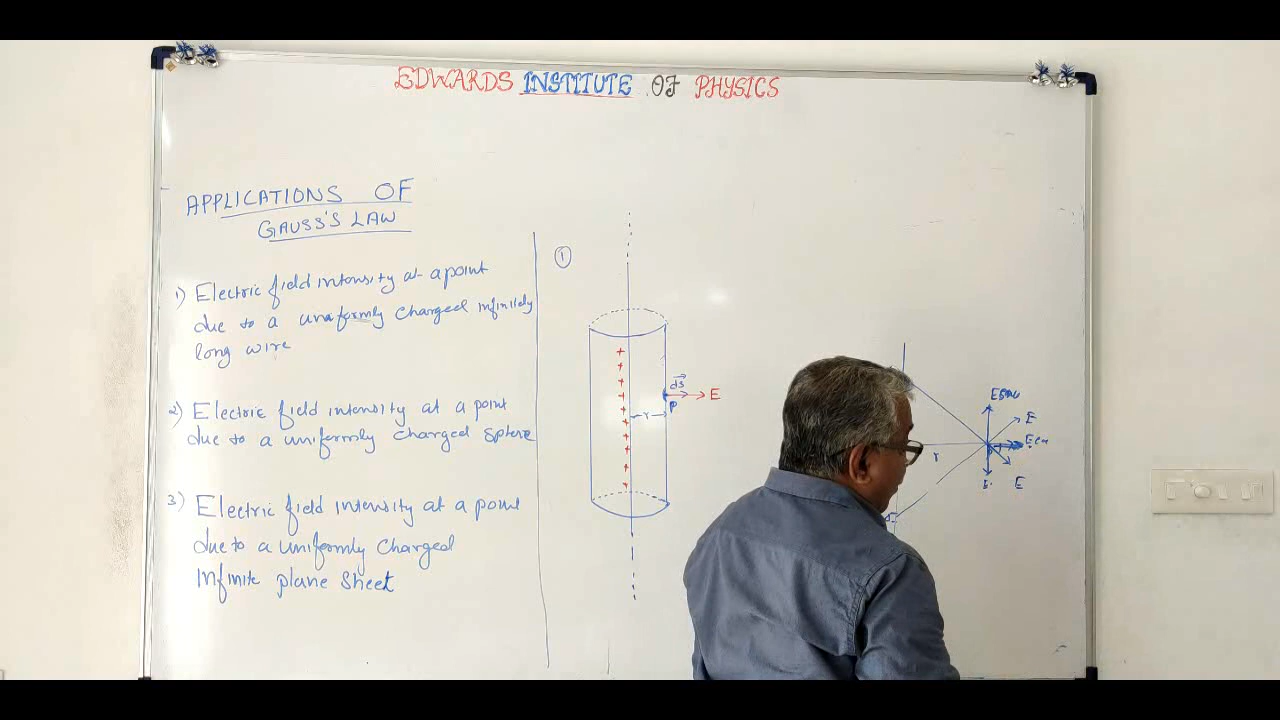 EDWARDS INSTITUTE OF PHYSICS
APPLICATIONS OF
GAUSS'S LAW
1) Electric field intensity at a point
due to a uniformly charged infinitely
long wire
2) Electric field intensity at a point
due to a uniformly charged sphere
3) Electric field intensity at a point
due to a uniformly charged
infinite plane sheet
1
+
+
+
+
+
+
+
+
+
ds
E
P
r
E
r
E